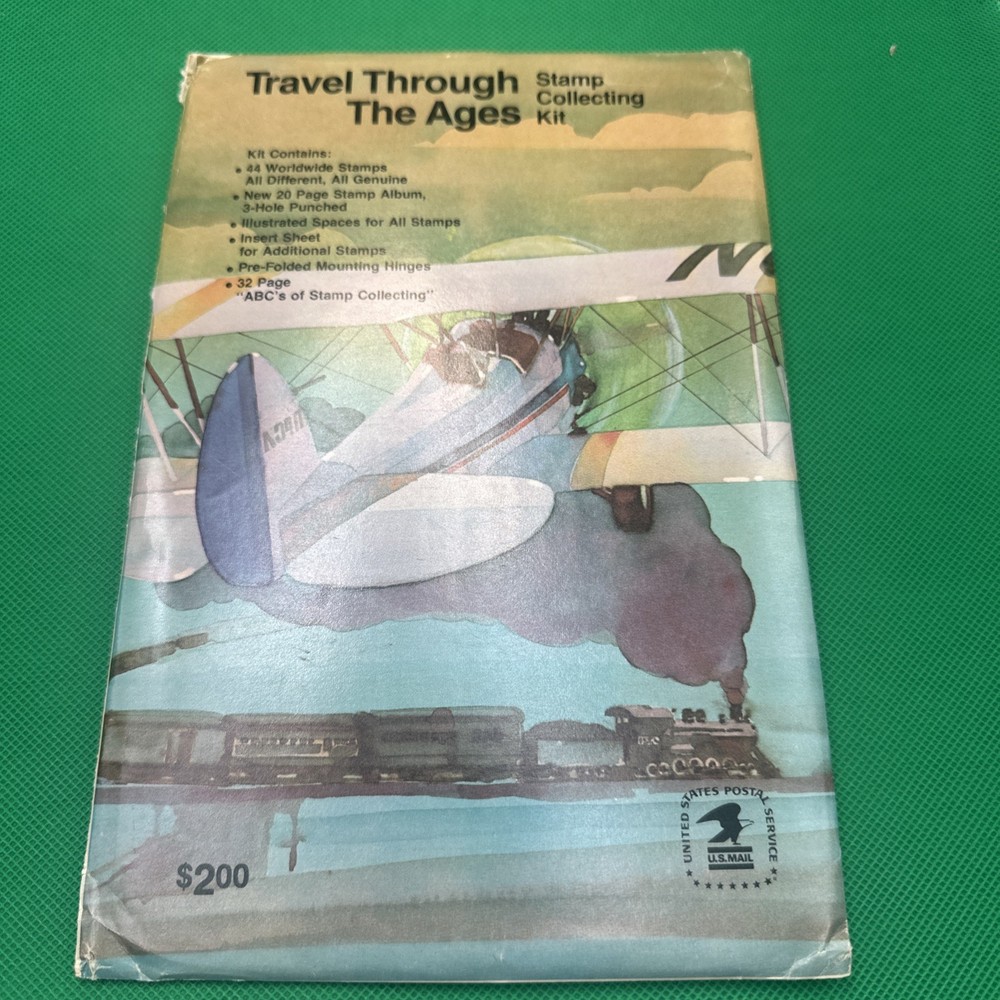 Travel Through
The Ages
Stamp
Collecting
Kit
Kit Contains:
• 44 Worldwide Stamps
All Different, All Genuine
• New 20 Page Stamp Album,
3-Hole Punched
• Illustrated Spaces for All Stamps
• Insert Sheet
for Additional Stamps
• Pre-Folded Mounting Hinges
• 32 Page
"ABC's of Stamp Collecting"
UNITED STATES POSTAL SERVICE
U.S.MAIL
$2.00